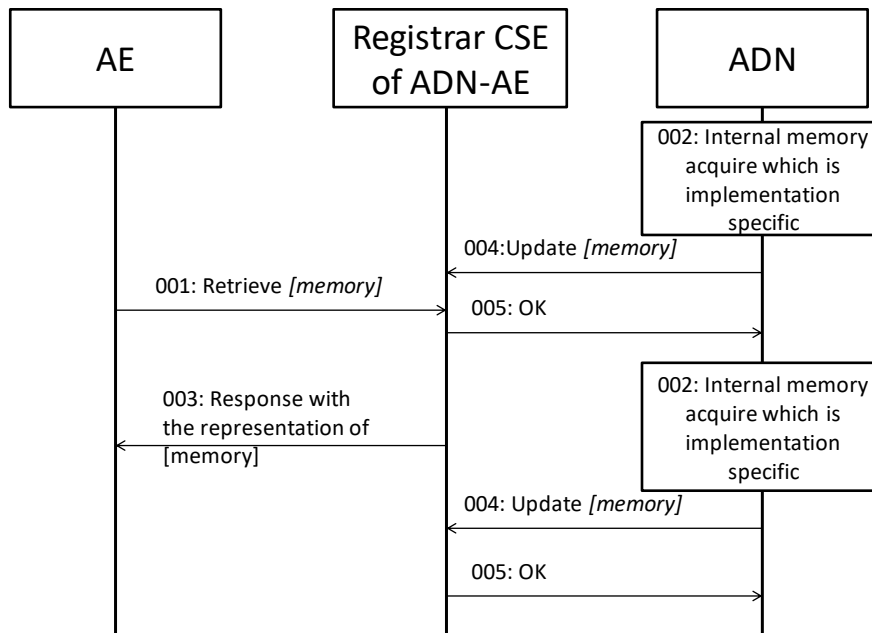 AE
Registrar CSE
of ADN-AE
ADN
002: Internal memory
acquire which is
implementation
specific
004:Update [memory]
001: Retrieve [memory]
005: OK
002: Internal memory
acquire which is
implementation
specific
003: Response with
the representation of
[memory]
004: Update [memory]
005: OK